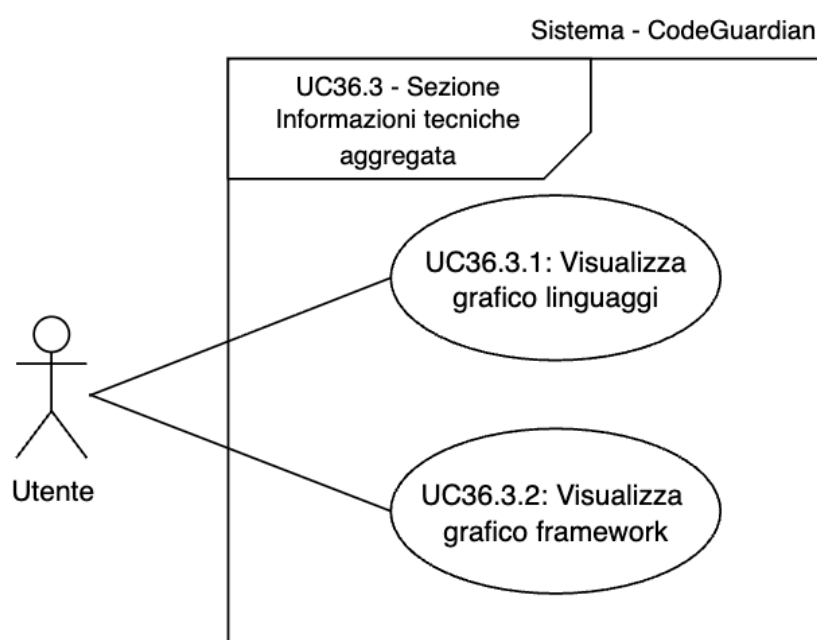 Sistema - CodeGuardian
UC36.3 - Sezione
Informazioni tecniche
aggregata
UC36.3.1: Visualizza
grafico linguaggi
Utente
UC36.3.2: Visualizza
grafico framework